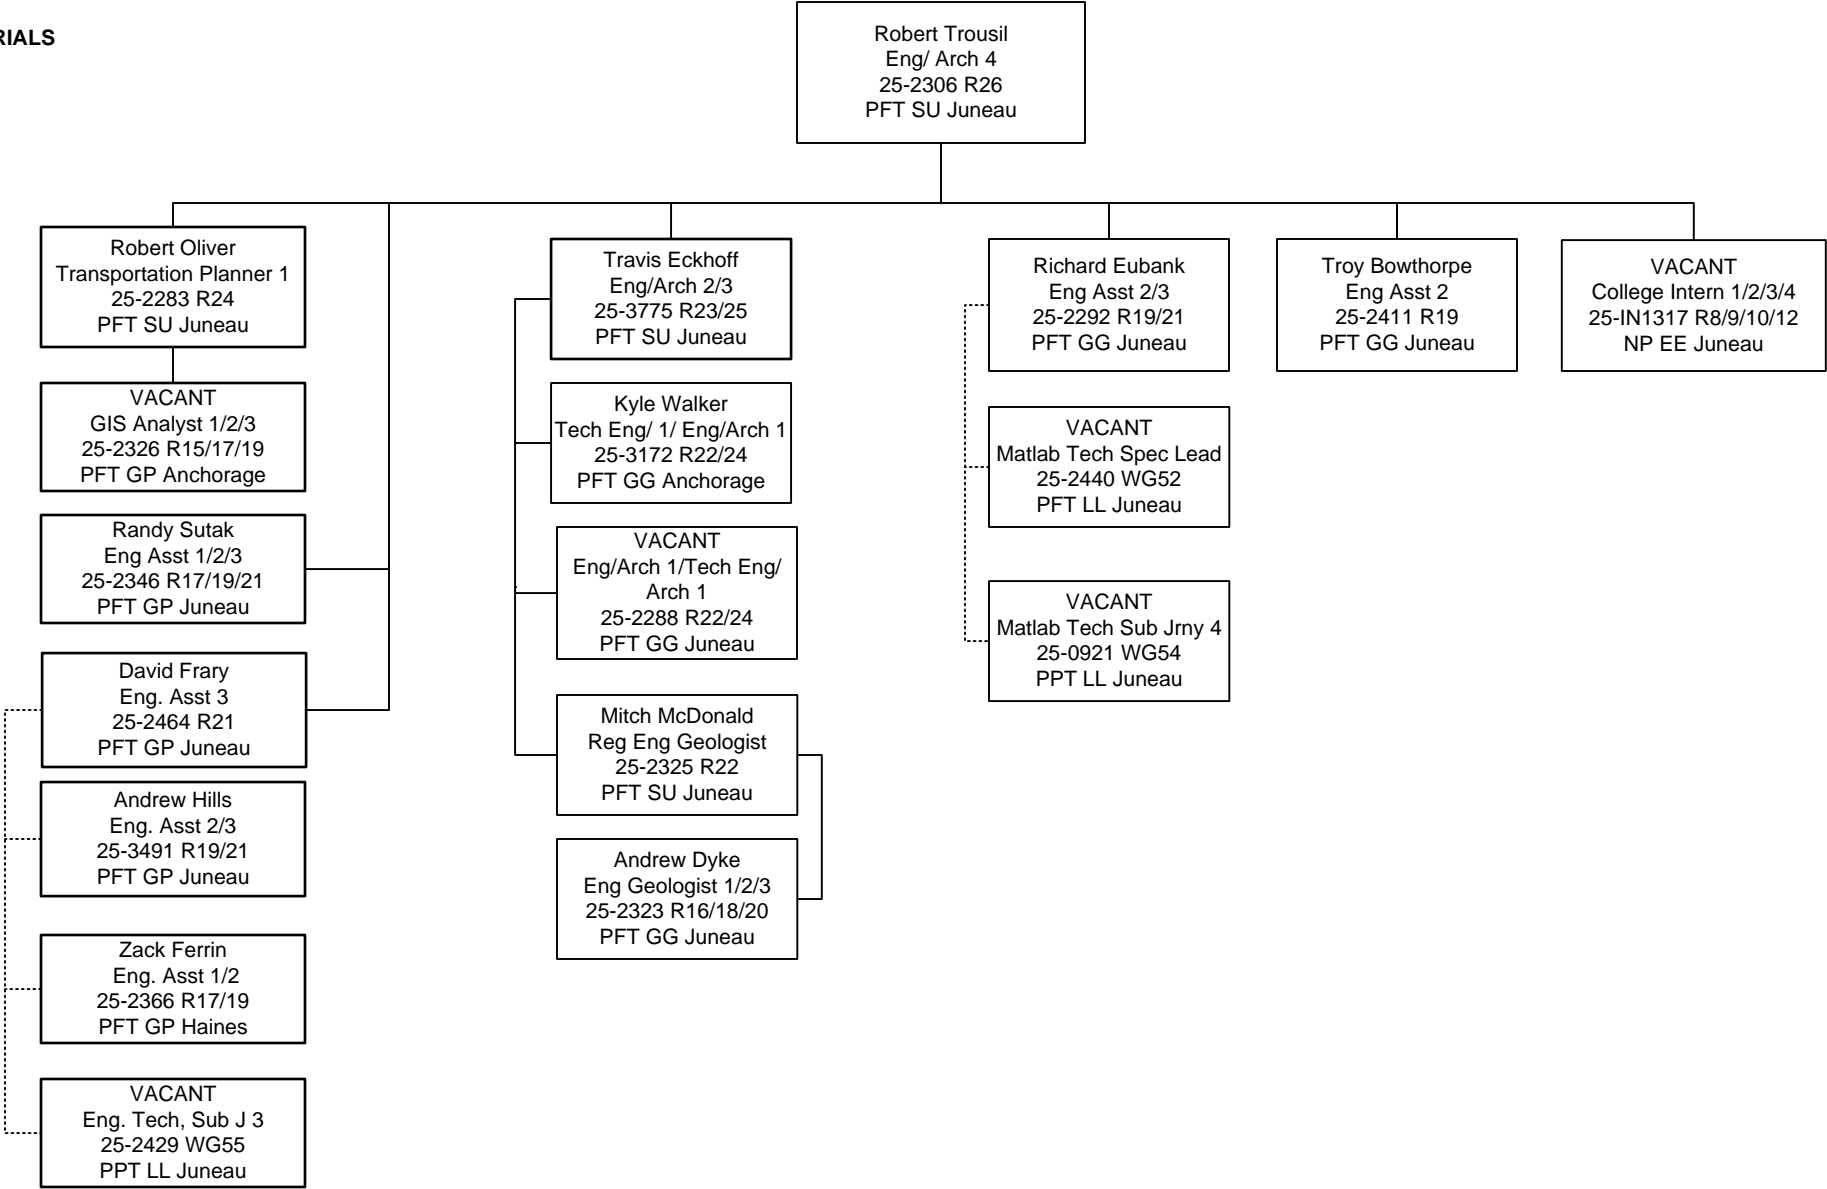 RIALS
Robert Trousil
Eng/ Arch 4
25-2306 R26
PFT SU Juneau
Robert Oliver
Transportation Planner 1
25-2283 R24
PFT SU Juneau
VACANT
GIS Analyst 1/2/3
25-2326 R15/17/19
PFT GP Anchorage
Randy Sutak
Eng Asst 1/2/3
25-2346 R17/19/21
PFT GP Juneau
David Frary
Eng. Asst 3
25-2464 R21
PFT GP Juneau
Andrew Hills
Eng. Asst 2/3
25-3491 R19/21
PFT GP Juneau
Zack Ferrin
Eng. Asst 1/2
25-2366 R17/19
PFT GP Haines
VACANT
Eng. Tech, Sub J 3
25-2429 WG55
PPT LL Juneau
Travis Eckhoff
Eng/Arch 2/3
25-3775 R23/25
PFT SU Juneau
Kyle Walker
Tech Eng/ 1/ Eng/Arch 1
25-3172 R22/24
PFT GG Anchorage
VACANT
Eng/Arch 1/Tech Eng/
Arch 1
25-2288 R22/24
PFT GG Juneau
Mitch McDonald
Reg Eng Geologist
25-2325 R22
PFT SU Juneau
Andrew Dyke
Eng Geologist 1/2/3
25-2323 R16/18/20
PFT GG Juneau
Richard Eubank
Eng Asst 2/3
25-2292 R19/21
PFT GG Juneau
VACANT
Matlab Tech Spec Lead
25-2440 WG52
PFT LL Juneau
VACANT
Matlab Tech Sub Jrny 4
25-0921 WG54
PPT LL Juneau
Troy Bowthorpe
Eng Asst 2
25-2411 R19
PFT GG Juneau
VACANT
College Intern 1/2/3/4
25-IN1317 R8/9/10/12
NP EE Juneau